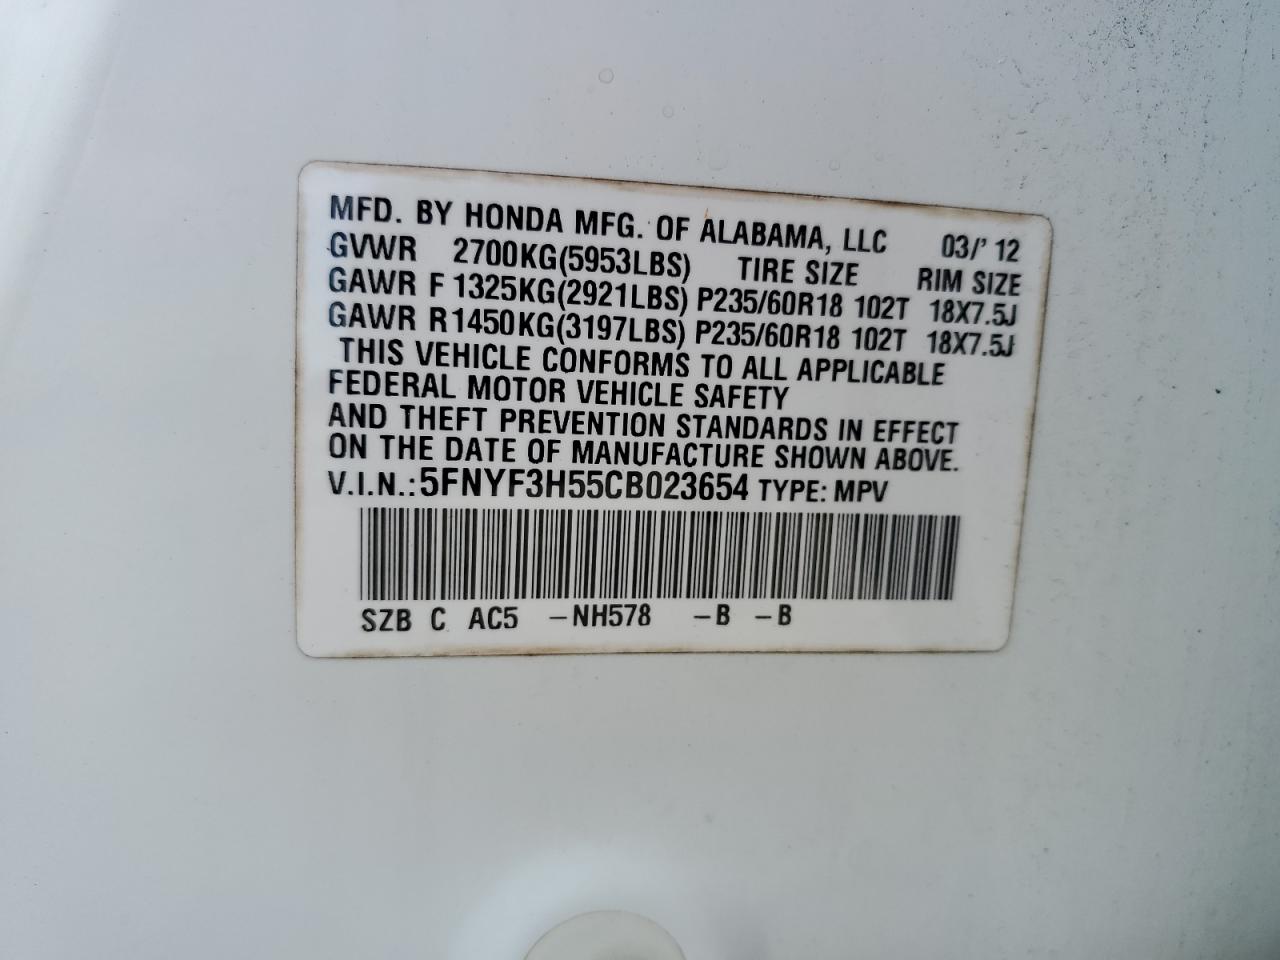 MFD. BY HONDA MFG. OF ALABAMA, LLC 03/' 12
GVWR 2700KG(5953LBS) TIRE SIZE RIM SIZE
GAWR F 1325KG(2921LBS) P235/60R18 102T 18X7.5J
GAWR R1450KG(3197LBS) P235/60R18 102T 18X7.5J
THIS VEHICLE CONFORMS TO ALL APPLICABLE
FEDERAL MOTOR VEHICLE SAFETY
AND THEFT PREVENTION STANDARDS IN EFFECT
ON THE DATE OF MANUFACTURE SHOWN ABOVE.
V.I.N.:5FNYF3H55CB023654 TYPE: MPV
SZB C AC5 -NH578 -B -B